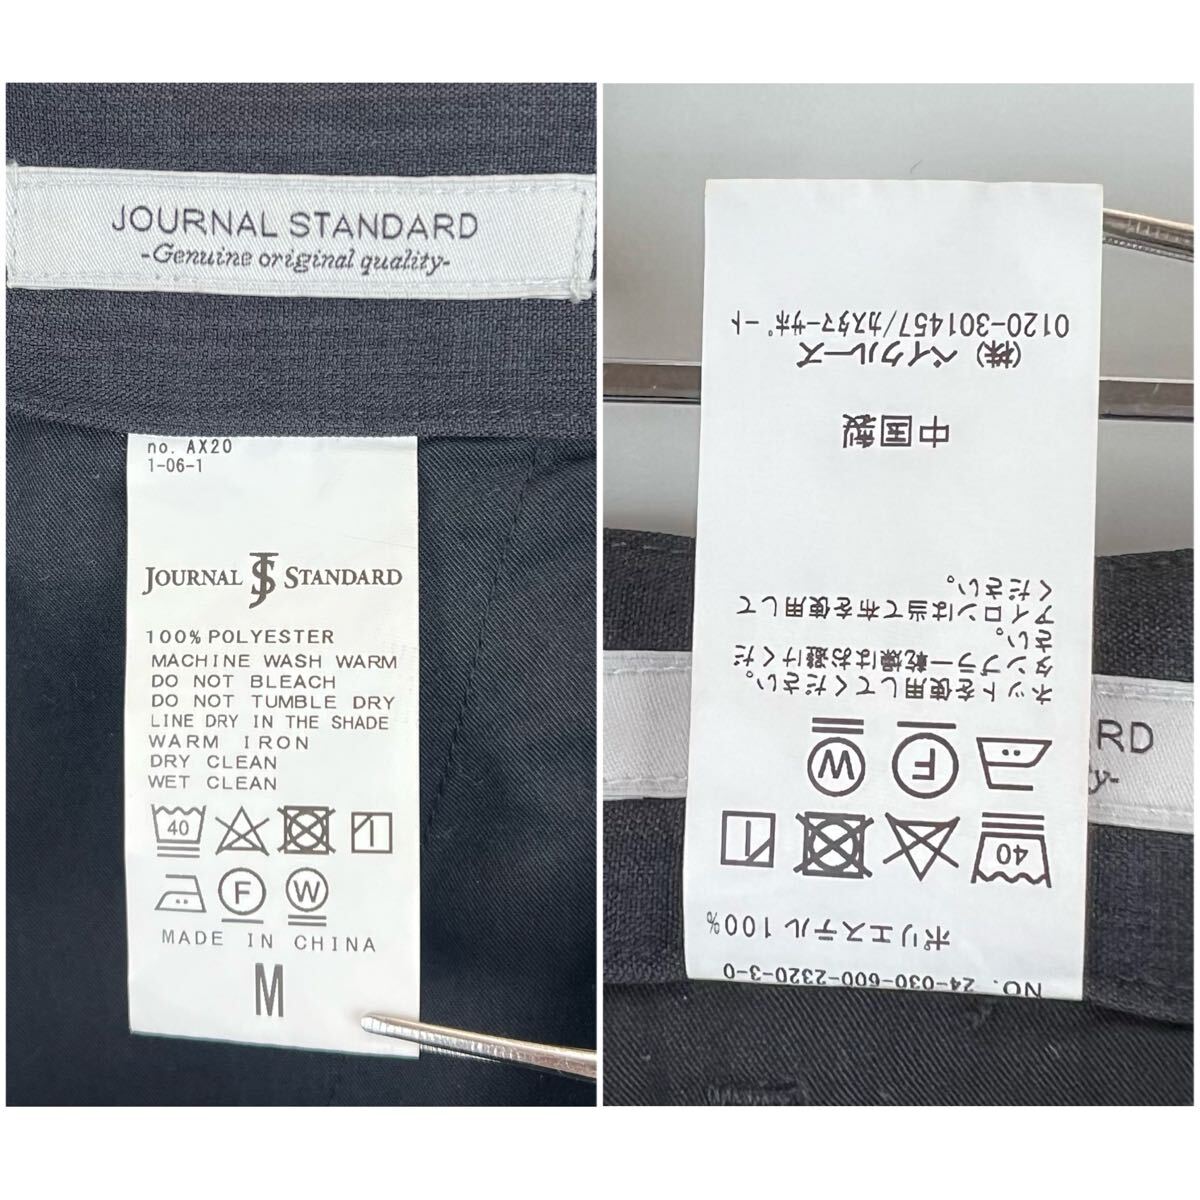 JOURNAL STANDARD
-Genuine original quality-
no. AX20
1-06-1
JOURNAL JS STANDARD
100% POLYESTER
MACHINE WASH WARM
DO NOT BLEACH
DO NOT TUMBLE DRY
LINE DRY IN THE SHADE
WARM IRON
DRY CLEAN
WET CLEAN
40
F W
MADE IN CHINA
M
NO. 24-030-600-2320-3-0
ポリエステル 100%
40
F W
ネットを使用してください。
タンブラー乾燥はお避けくだ
さい。
アイロンは当て布を使用して
ください。
中国製
(株) ベイクルーズ
0120-301457/カスタマーサポート
RD
y-